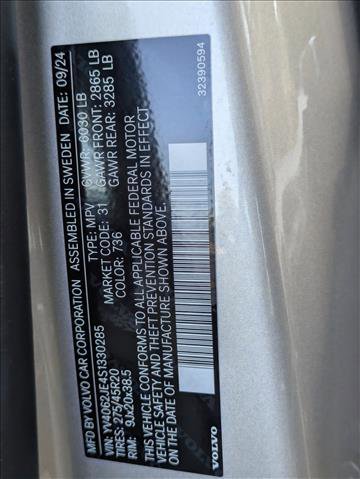 MFD BY VOLVO CAR CORPORATION ASSEMBLED IN SWEDEN DATE: 09/24
VIN: YV4062JE4S1330285 TYPE: MPV GVWR: 6030 LB
TIRES: 275/45R20 MARKET CODE: 31 GAWR FRONT: 2865 LB
RIM: 9Jx20x38.5 COLOR: 736 GAWR REAR: 3285 LB
THIS VEHICLE CONFORMS TO ALL APPLICABLE FEDERAL MOTOR
VEHICLE SAFETY AND THEFT PREVENTION STANDARDS IN EFFECT
ON THE DATE OF MANUFACTURE SHOWN ABOVE.
VOLVO 32390594